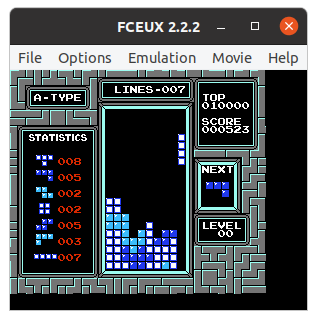 FCEUX 2.2.2
File Options Emulation Movie Help
A-TYPE
LINES-007
TOP
010000
SCORE
000523
STATISTICS
008
005
002
002
005
003
007
NEXT
LEVEL
00